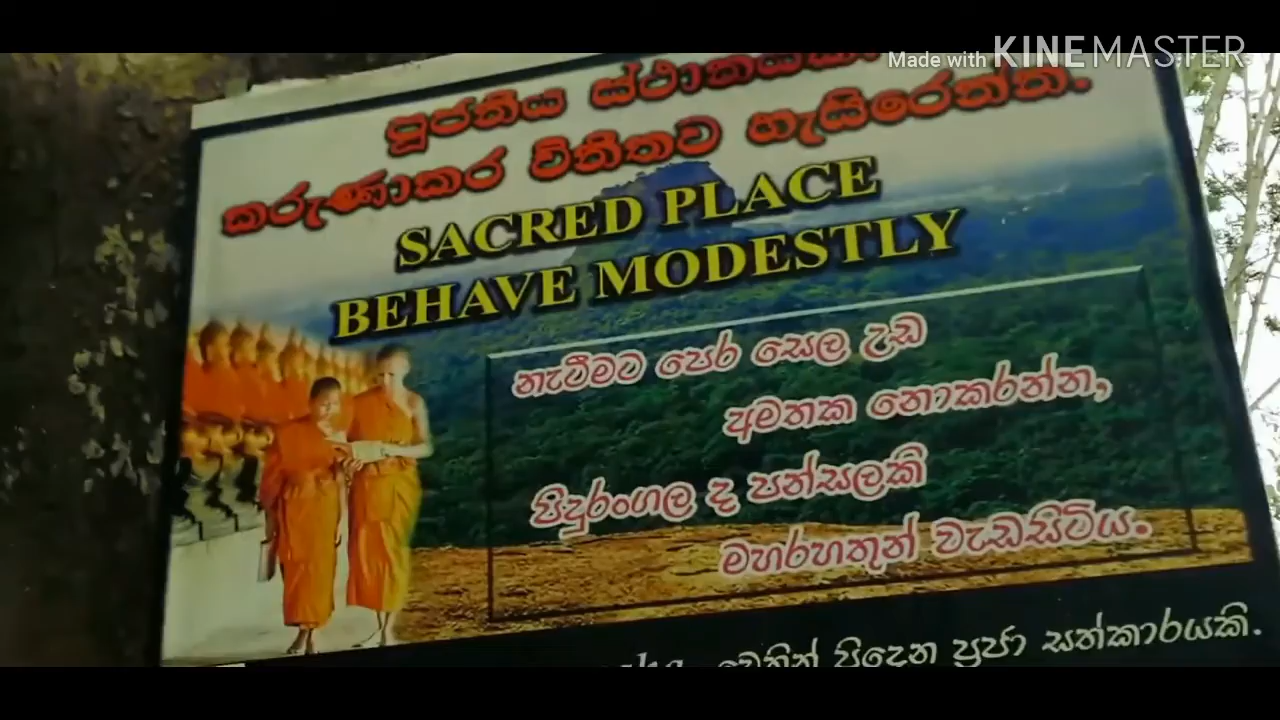 Made with KINEMASTER
පූජනීය ස්ථානයකි.
කරුණාකර විනීතව හැසිරෙන්න.
SACRED PLACE
BEHAVE MODESTLY
නැටීමට පෙර සෙල උඩ
අමතක නොකරන්න,
පිදුරංගල ද පන්සලකි
මහරහතුන් වැඩසිටිය.
වෙතින් පිදෙන ප්‍රජා සත්කාරයකි.